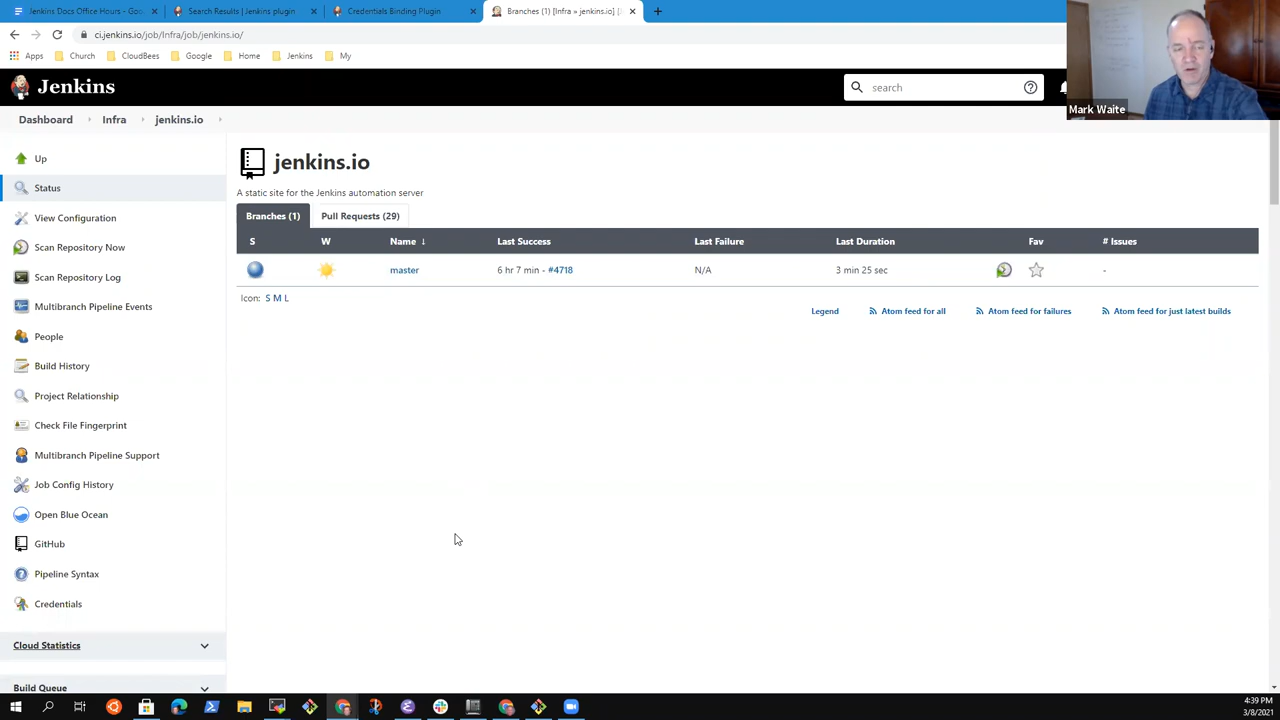 Jenkins Docs Office Hours - Goo
Search Results | Jenkins plugin
Credentials Binding Plugin
Branches (1) [Infra » jenkins.io] [
ci.jenkins.io/job/Infra/job/jenkins.io/
Apps
Church
CloudBees
Google
Home
Jenkins
My
Jenkins
search
Mark Waite
Dashboard
Infra
jenkins.io
Up
Status
View Configuration
Scan Repository Now
Scan Repository Log
Multibranch Pipeline Events
People
Build History
Project Relationship
Check File Fingerprint
Multibranch Pipeline Support
Job Config History
Open Blue Ocean
GitHub
Pipeline Syntax
Credentials
Cloud Statistics
Build Queue
jenkins.io
A static site for the Jenkins automation server
Branches (1)
Pull Requests (29)
S W Name ↓ Last Success Last Failure Last Duration Fav # Issues
master 6 hr 7 min - #4718 N/A 3 min 25 sec -
Icon: S M L
Legend
Atom feed for all
Atom feed for failures
Atom feed for just latest builds
4:39 PM
3/8/2021